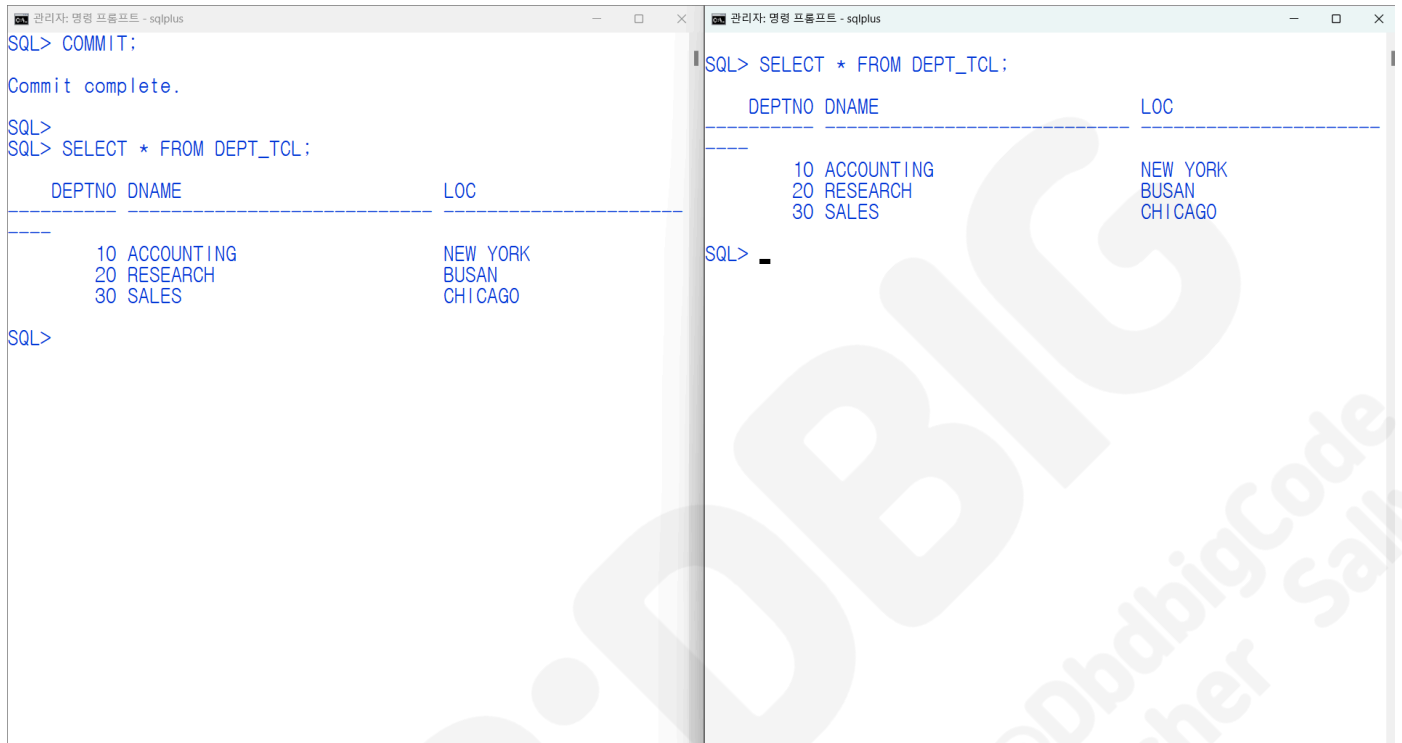 관리자: 명령 프롬프트 - sqlplus
SQL> COMMIT;
Commit complete.
SQL>
SQL> SELECT * FROM DEPT_TCL;
DEPTNO DNAME LOC
---------- ---------------------------- ----------------------
----
10 ACCOUNTING NEW YORK
20 RESEARCH BUSAN
30 SALES CHICAGO
SQL>
관리자: 명령 프롬프트 - sqlplus
SQL> SELECT * FROM DEPT_TCL;
DEPTNO DNAME LOC
---------- ---------------------------- ----------------------
----
10 ACCOUNTING NEW YORK
20 RESEARCH BUSAN
30 SALES CHICAGO
SQL>
DBIG
@DbdbigCode